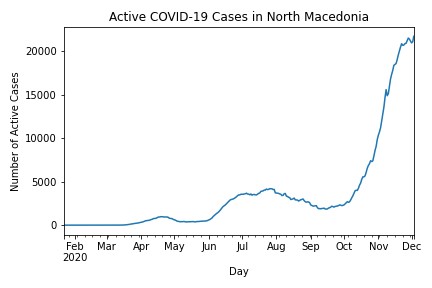 Active COVID-19 Cases in North Macedonia
Number of Active Cases
20000
15000
10000
5000
0
Feb Mar Apr May Jun Jul Aug Sep Oct Nov Dec
2020
Day